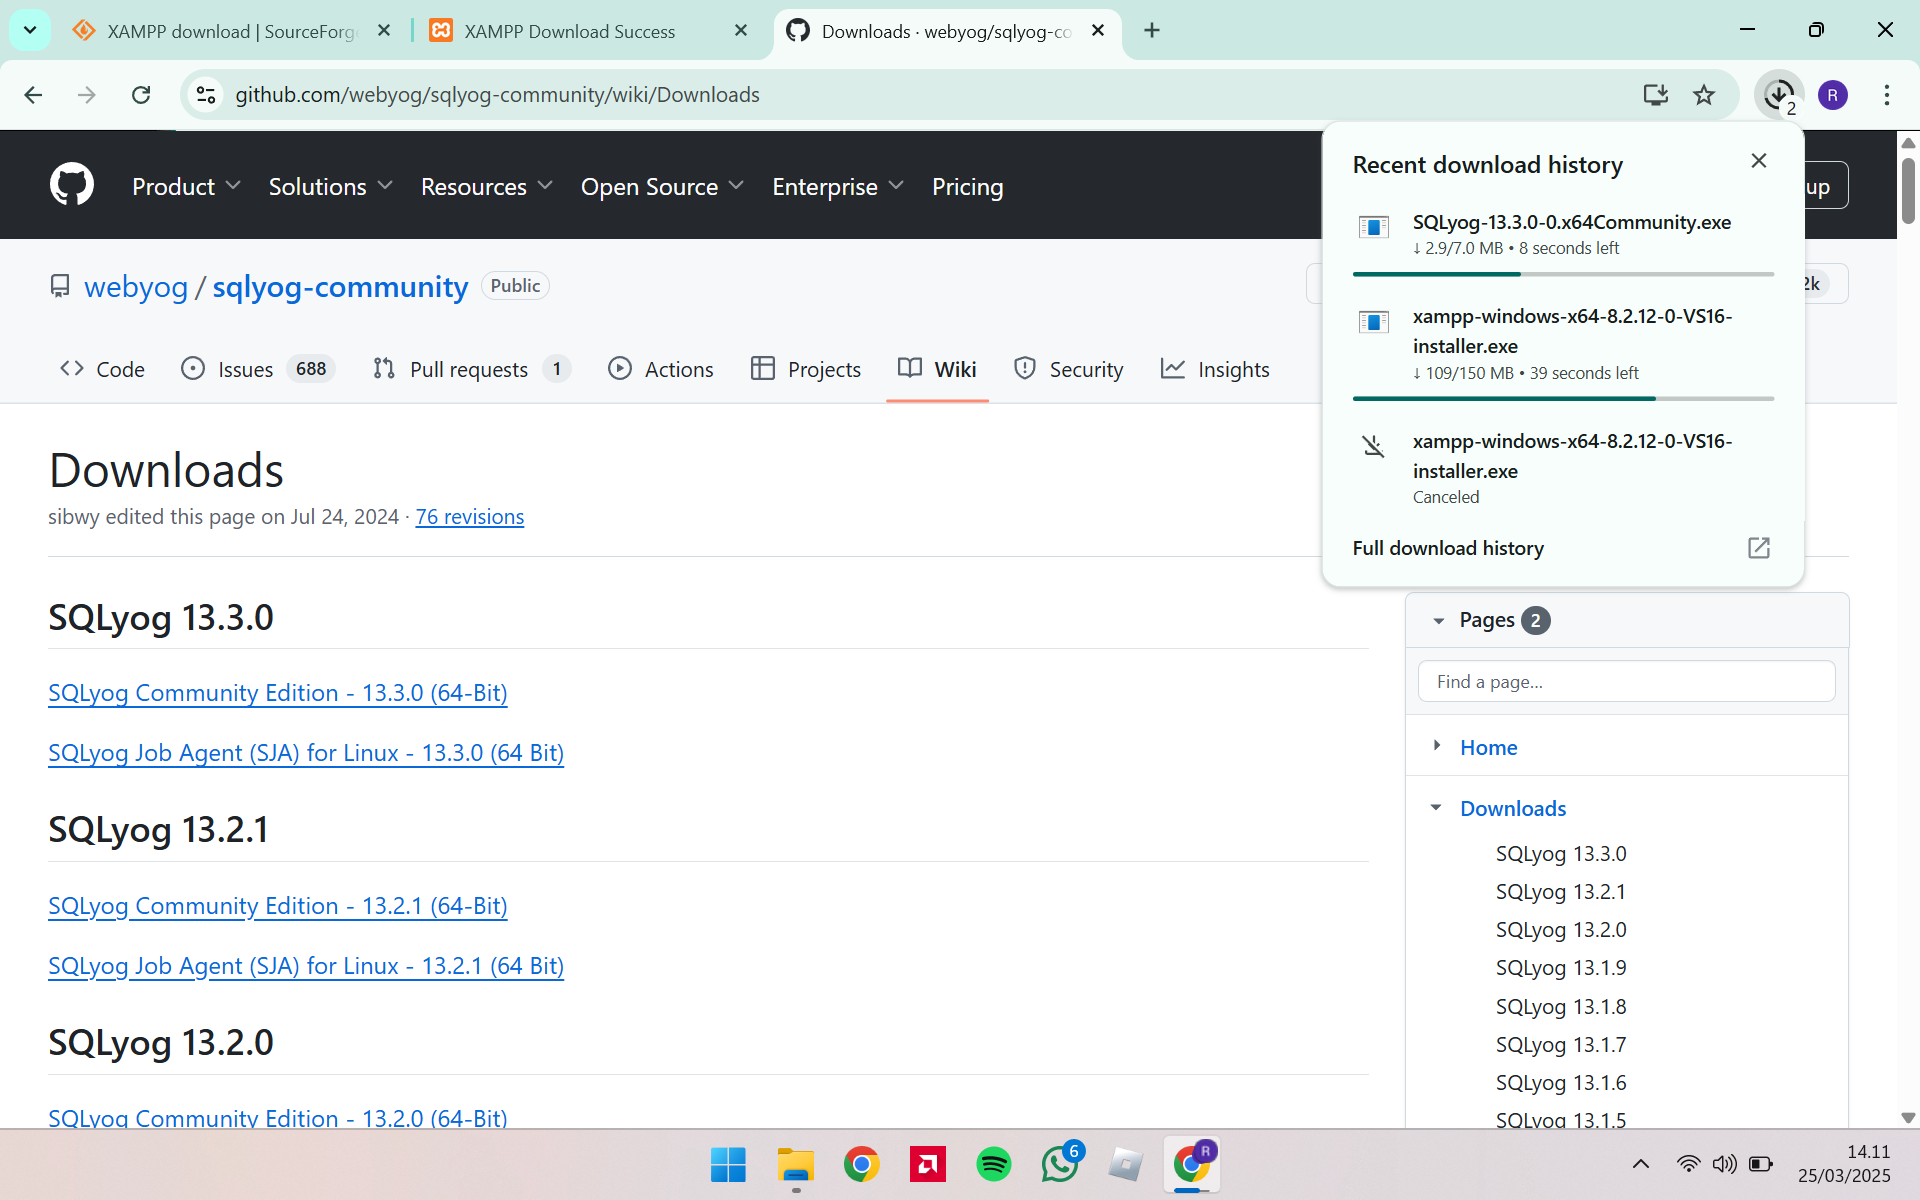 XAMPP download | SourceForge
XAMPP Download Success
Downloads · webyog/sqlyog-co
github.com/webyog/sqlyog-community/wiki/Downloads
2
R
Product
Solutions
Resources
Open Source
Enterprise
Pricing
up
Recent download history
SQLyog-13.3.0-0.x64Community.exe
↓ 2.9/7.0 MB • 8 seconds left
xampp-windows-x64-8.2.12-0-VS16-
installer.exe
↓ 109/150 MB • 39 seconds left
xampp-windows-x64-8.2.12-0-VS16-
installer.exe
Canceled
Full download history
webyog / sqlyog-community
Public
2k
Code
Issues 688
Pull requests 1
Actions
Projects
Wiki
Security
Insights
Downloads
sibwy edited this page on Jul 24, 2024 · 76 revisions
SQLyog 13.3.0
SQLyog Community Edition - 13.3.0 (64-Bit)
SQLyog Job Agent (SJA) for Linux - 13.3.0 (64 Bit)
SQLyog 13.2.1
SQLyog Community Edition - 13.2.1 (64-Bit)
SQLyog Job Agent (SJA) for Linux - 13.2.1 (64 Bit)
SQLyog 13.2.0
SQLyog Community Edition - 13.2.0 (64-Bit)
Pages 2
Find a page...
Home
Downloads
SQLyog 13.3.0
SQLyog 13.2.1
SQLyog 13.2.0
SQLyog 13.1.9
SQLyog 13.1.8
SQLyog 13.1.7
SQLyog 13.1.6
SQLyog 13.1.5
6
R
14.11
25/03/2025